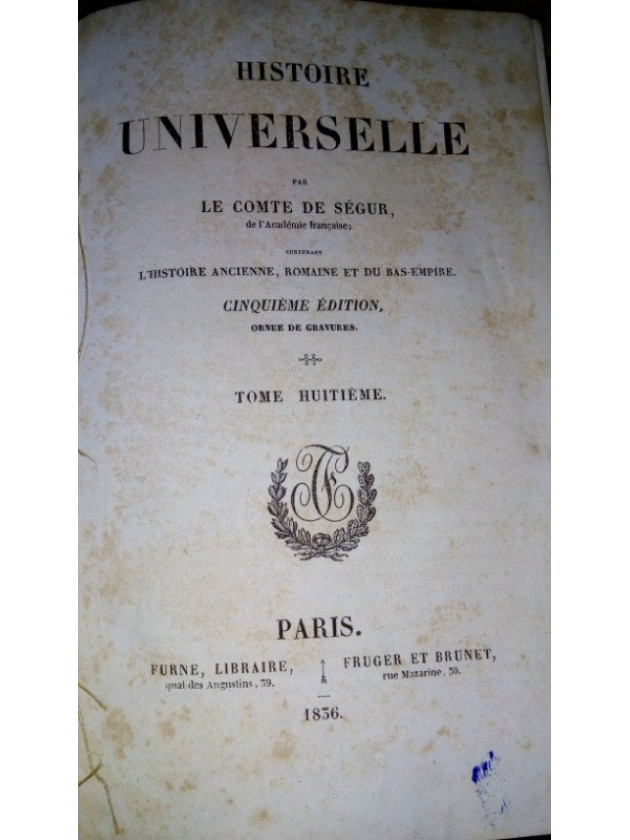 HISTOIRE
UNIVERSELLE
PAR
LE COMTE DE SÉGUR,
de l'Académie française;
CONTENANT
L'HISTOIRE ANCIENNE, ROMAINE ET DU BAS-EMPIRE.
CINQUIÈME ÉDITION,
ORNEE DE GRAVURES.
TOME HUITIÈME.
PARIS.
FURNE, LIBRAIRE,
quai des Augustins, 39.
FRUGER ET BRUNET,
rue Mazarine, 30.
1836.